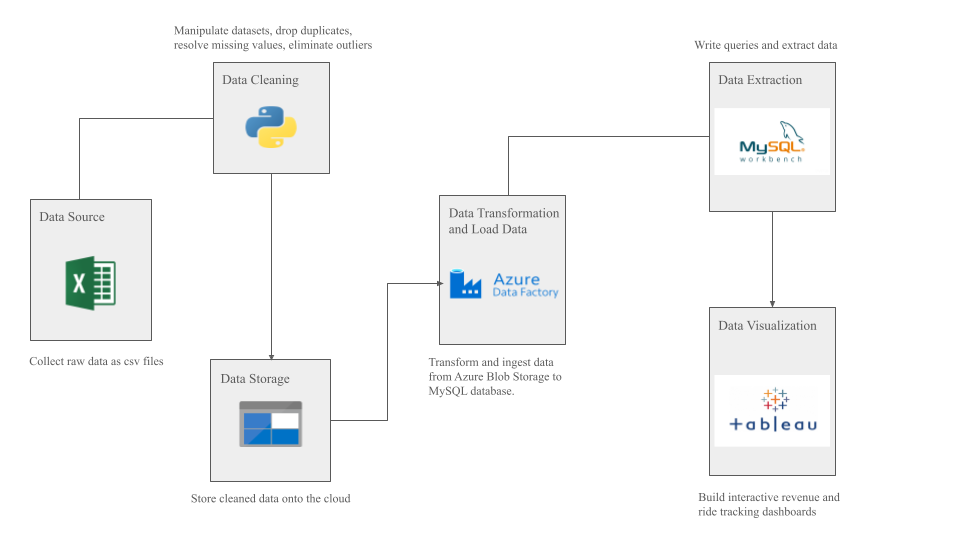 Manipulate datasets, drop duplicates,
resolve missing values, eliminate outliers
Data Cleaning
Data Source
X
Collect raw data as csv files
Data Storage
Store cleaned data onto the cloud
Data Transformation
and Load Data
Azure
Data Factory
Transform and ingest data
from Azure Blob Storage to
MySQL database.
Write queries and extract data
Data Extraction
MySQL®
workbench
Data Visualization
+ableau
Build interactive revenue and
ride tracking dashboards